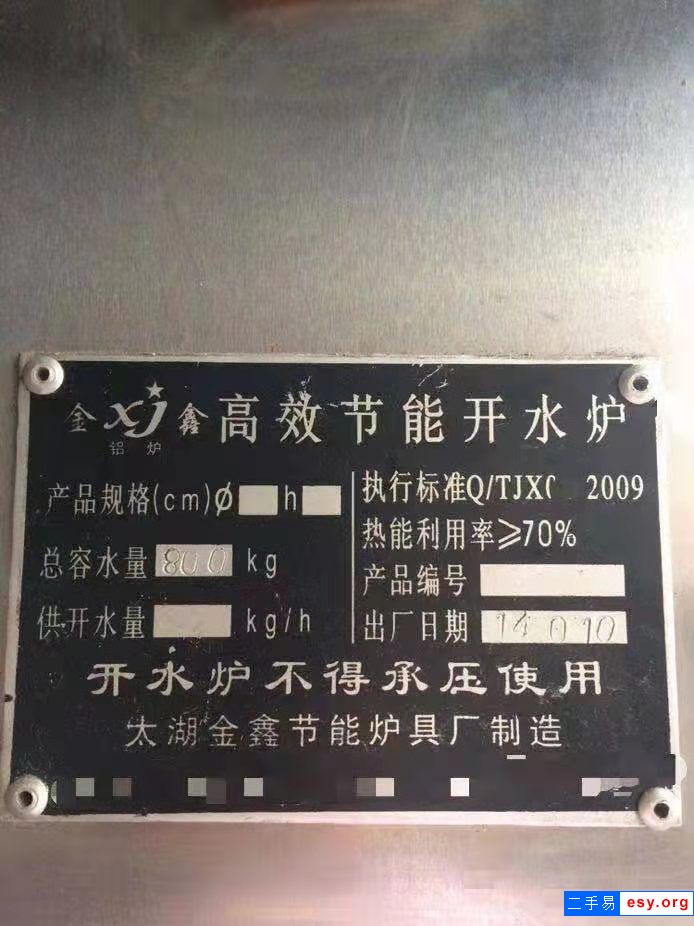 金 XJ 鑫 高效节能开水炉
铝炉
产品规格(cm)Ø h
总容水量 800 kg
供开水量 kg/h
执行标准Q/TJX 2009
热能利用率≥70%
产品编号
出厂日期 14 0 10
开水炉不得承压使用
太湖金鑫节能炉具厂制造
二手易 esy.org